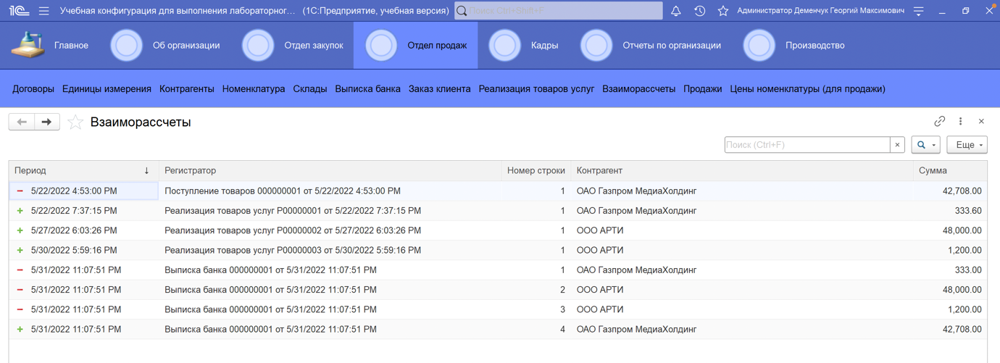 1С Учебная конфигурация для выполнения лабораторног... (1С:Предприятие, учебная версия) Поиск Ctrl+Shift+F Администратор Деменчук Георгий Максимович
Главное Об организации Отдел закупок Отдел продаж Кадры Отчеты по организации Производство
Договоры Единицы измерения Контрагенты Номенклатура Склады Выписка банка Заказ клиента Реализация товаров услуг Взаиморассчеты Продажи Цены номенклатуры (для продажи)
Взаиморассчеты
Поиск (Ctrl+F) × Еще
Период ↓ Регистратор Номер строки Контрагент Сумма
− 5/22/2022 4:53:00 PM Поступление товаров 000000001 от 5/22/2022 4:53:00 PM 1 ОАО Газпром МедиаХолдинг 42,708.00
+ 5/22/2022 7:37:15 PM Реализация товаров услуг Р00000001 от 5/22/2022 7:37:15 PM 1 ОАО Газпром МедиаХолдинг 333.60
+ 5/27/2022 6:03:26 PM Реализация товаров услуг Р00000002 от 5/27/2022 6:03:26 PM 1 ООО АРТИ 48,000.00
+ 5/30/2022 5:59:16 PM Реализация товаров услуг Р00000003 от 5/30/2022 5:59:16 PM 1 ООО АРТИ 1,200.00
− 5/31/2022 11:07:51 PM Выписка банка 000000001 от 5/31/2022 11:07:51 PM 1 ОАО Газпром МедиаХолдинг 333.00
− 5/31/2022 11:07:51 PM Выписка банка 000000001 от 5/31/2022 11:07:51 PM 2 ООО АРТИ 48,000.00
− 5/31/2022 11:07:51 PM Выписка банка 000000001 от 5/31/2022 11:07:51 PM 3 ООО АРТИ 1,200.00
+ 5/31/2022 11:07:51 PM Выписка банка 000000001 от 5/31/2022 11:07:51 PM 4 ОАО Газпром МедиаХолдинг 42,708.00